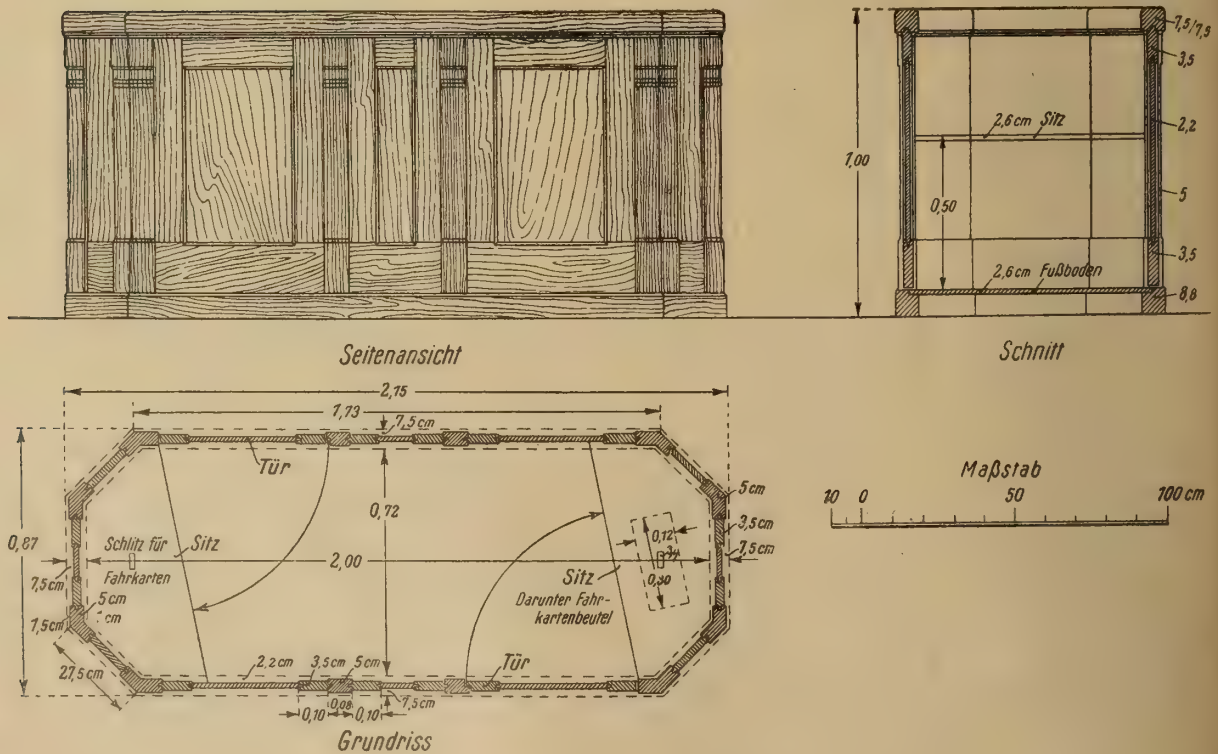 7,5/7,5
3,5
2,6 cm Sitz
2,2
1,00
5
0,50
3,5
2,6 cm Fußboden
8,8
Seitenansicht
Schnitt
2,15
1,73
7,5 cm
Tür
Maßstab
10 0 50 100 cm
5 cm
0,72
0,87
3,5 cm
0,12
Schlitz für
Fahrkarten
Sitz
2,00
7,5 cm
7,5 cm
Sitz
0,30
Darunter Fahr-
kartenbeutel
5 cm
cm
1,5 cm
27,5 cm
2,2 cm
3,5 cm
5 cm
Tür
7,5 cm
0,10
0,08
0,10
Grundriss